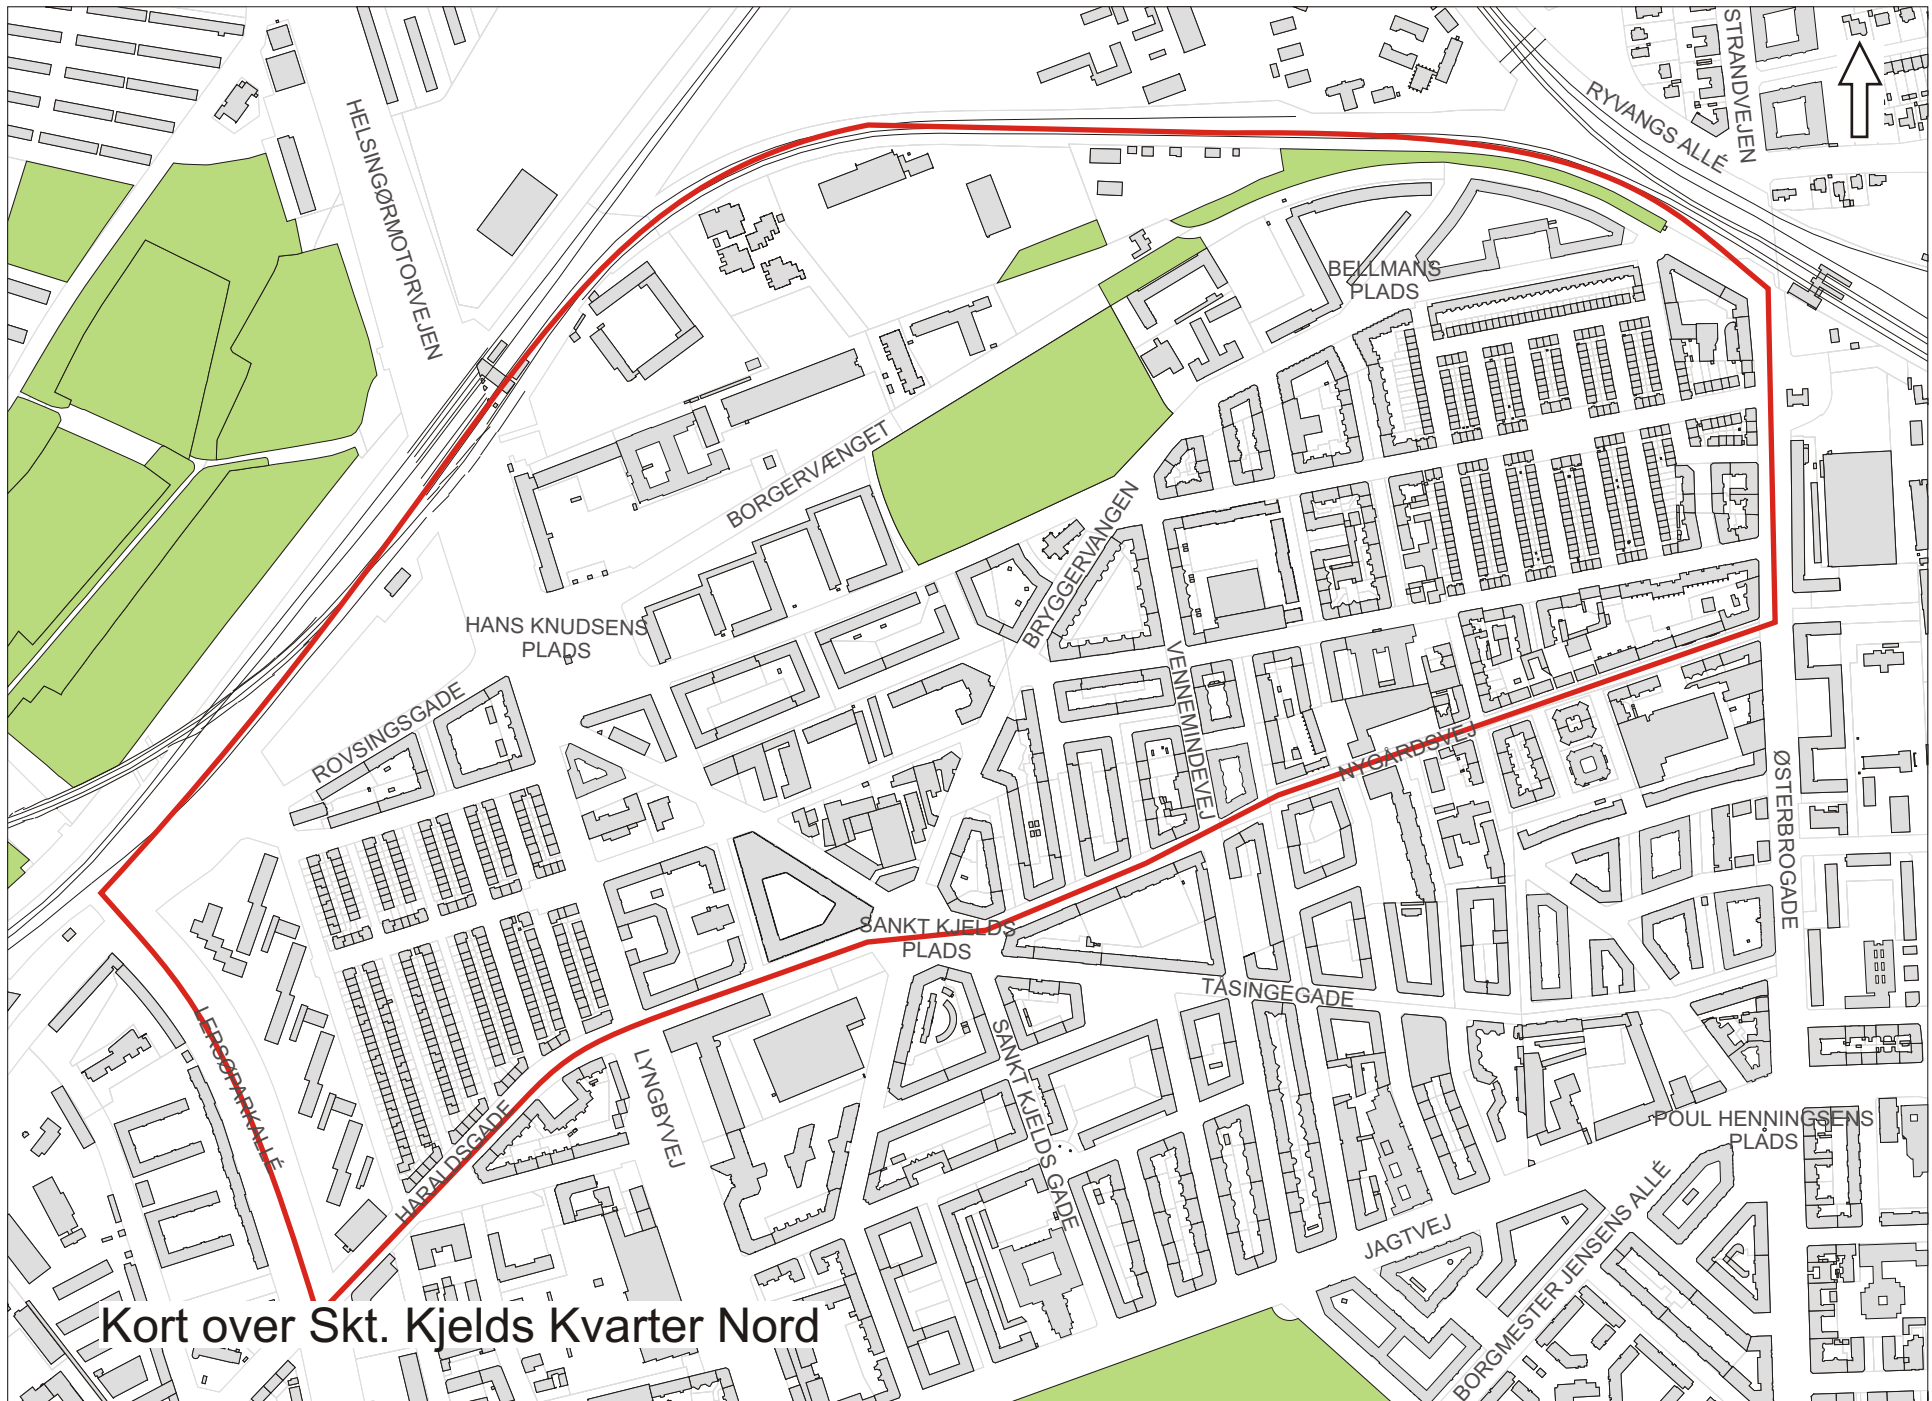 STRANDVEJEN
RYVANGS ALLÉ
HELSINGØRMOTORVEJEN
BELLMANS
PLADS
BORGERVÆNGET
BRYGGERVANGEN
HANS KNUDSENS
PLADS
VENNEMINDEVEJ
ROVSINGSGADE
NYGÅRDSVEJ
ØSTERBROGADE
SANKT KJELDS
PLADS
TÅSINGEGADE
LERSØPARKALLÉ
HARALDSGADE
LYNGBYVEJ
SANKT KJELDS GADE
POUL HENNINGSENS
PLADS
JAGTVEJ
BORGMESTER JENSENS ALLÉ
Kort over Skt. Kjelds Kvarter Nord